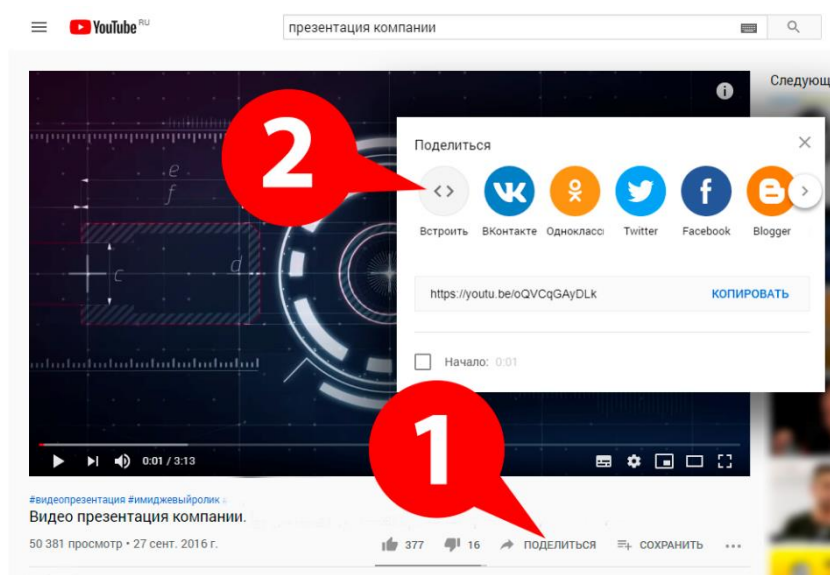 YouTube RU
презентация компании
Следующ
2
Поделиться
e
f
c
d
Встроить ВКонтакте Однокласс Twitter Facebook Blogger
https://youtu.be/oQVCqGAyDLk КОПИРОВАТЬ
Начало: 0:01
1
0:01 / 3:13
#видеопрезентация #имиджевыйролик
Видео презентация компании.
50 381 просмотр • 27 сент. 2016 г. 377 16 ПОДЕЛИТЬСЯ СОХРАНИТЬ